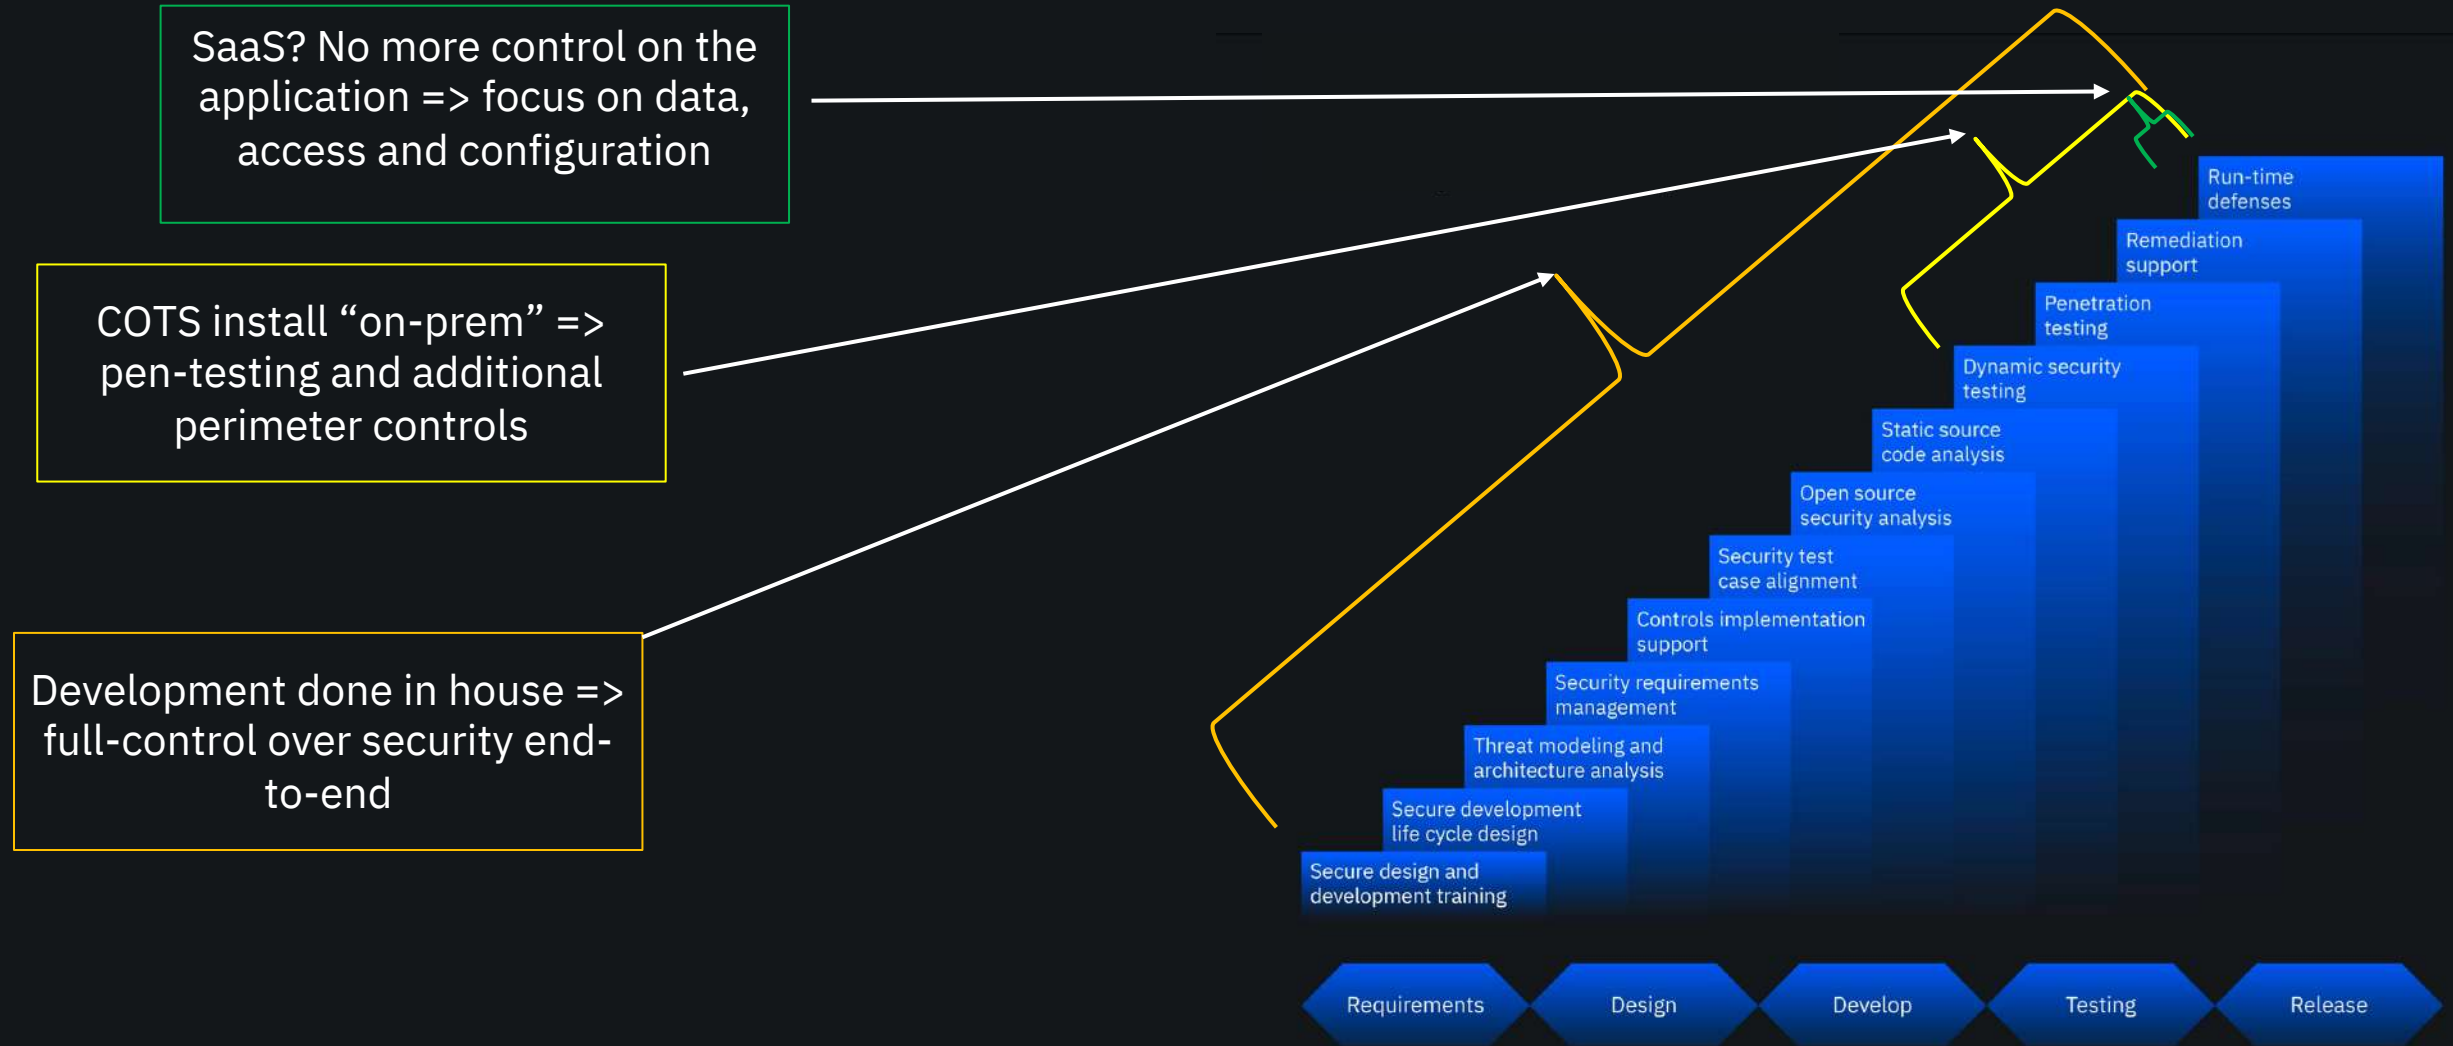 SaaS? No more control on the
application => focus on data,
access and configuration
COTS install “on-prem” =>
pen-testing and additional
perimeter controls
Development done in house =>
full-control over security end-
to-end
Run-time
defenses
Remediation
support
Penetration
testing
Dynamic security
testing
Static source
code analysis
Open source
security analysis
Security test
case alignment
Controls implementation
support
Security requirements
management
Threat modeling and
architecture analysis
Secure development
life cycle design
Secure design and
development training
Requirements
Design
Develop
Testing
Release